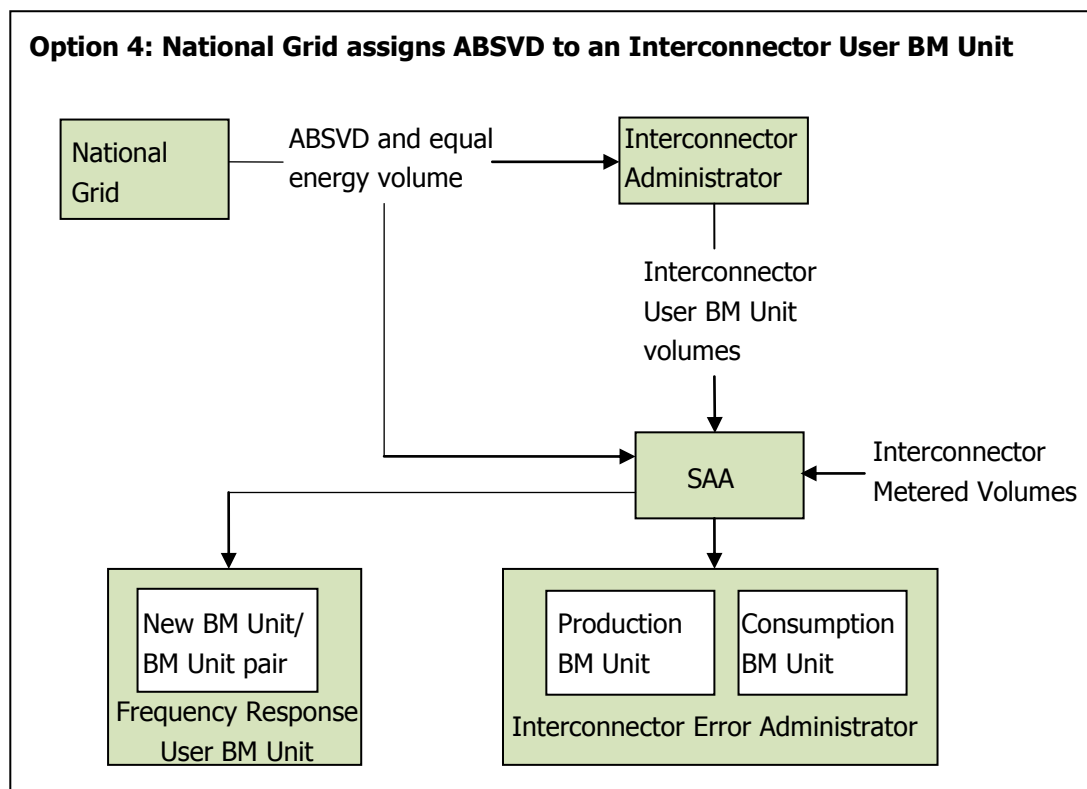 Option 4: National Grid assigns ABSVD to an Interconnector User BM Unit
National
Grid
ABSVD and equal
energy volume
Interconnector
Administrator
Interconnector
User BM Unit
volumes
SAA
Interconnector
Metered Volumes
New BM Unit/
BM Unit pair
Frequency Response
User BM Unit
Production
BM Unit
Consumption
BM Unit
Interconnector Error Administrator